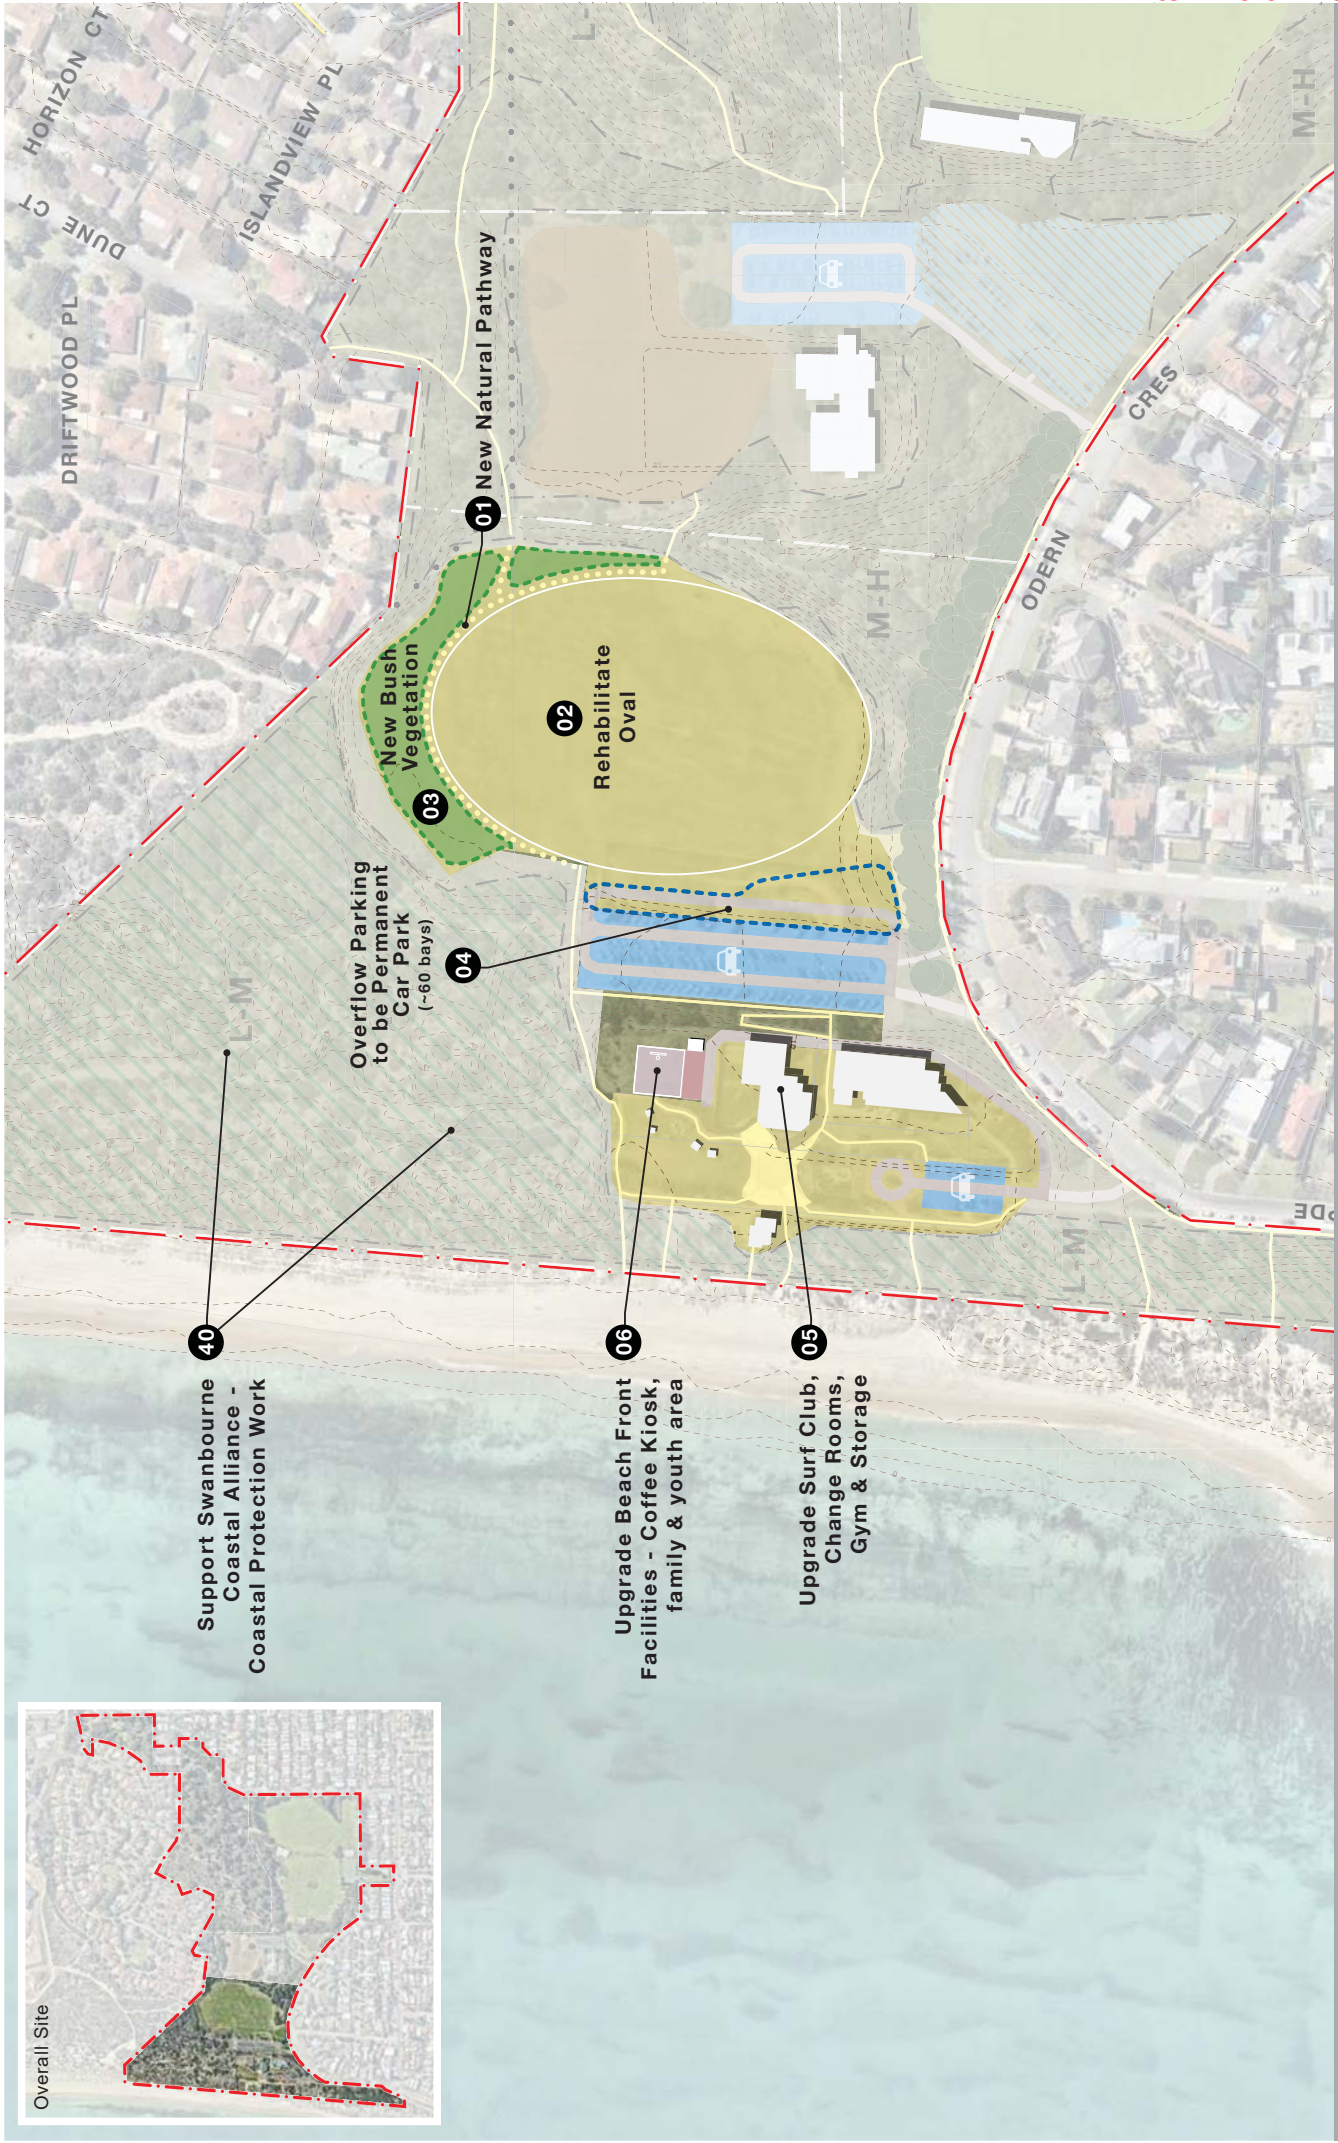 HORIZON CT
DUNE CT
ISLANDVIEW PL
DRIFTWOOD PL
L-
M-H
01
New Natural Pathway
New Bush
Vegetation
03
02
Rehabilitate
Oval
M-H
CRES
ODERN
Overflow Parking
to be Permanent
Car Park
(~60 bays)
04
L-M
L-M
PDE
40
Support Swanbourne
Coastal Alliance -
Coastal Protection Work
06
Upgrade Beach Front
Facilities - Coffee Kiosk,
family & youth area
05
Upgrade Surf Club,
Change Rooms,
Gym & Storage
Overall Site